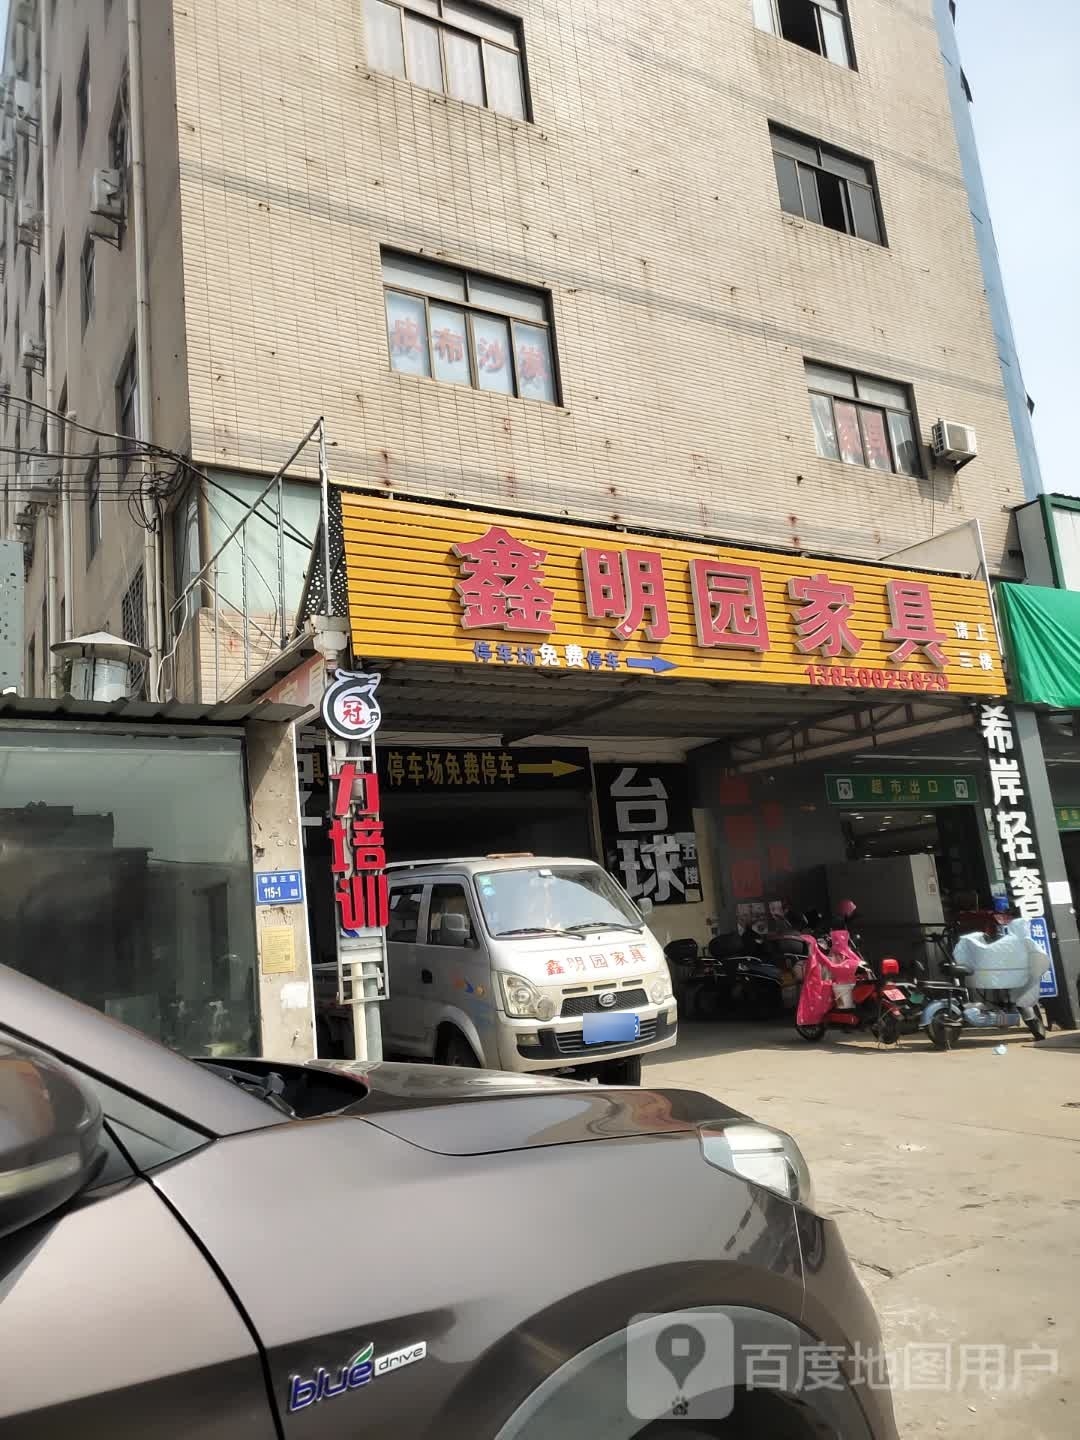 皮布沙发
家具
鑫明园家具
请上
三楼
停车场免费停车
13850025829
冠
力培训
停车场免费停车
台球
五楼
超市出口
希岸轻奢
115-1
鑫明园家具
blue drive
百度地图用户